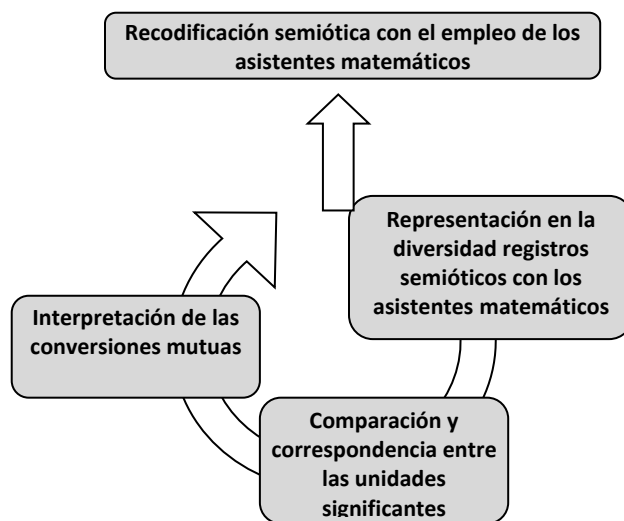 Recodificación semiótica con el empleo de los
asistentes matemáticos
Representación en la
diversidad registros
semióticos con los
asistentes matemáticos
Interpretación de las
conversiones mutuas
Comparación y
correspondencia entre
las unidades
significantes